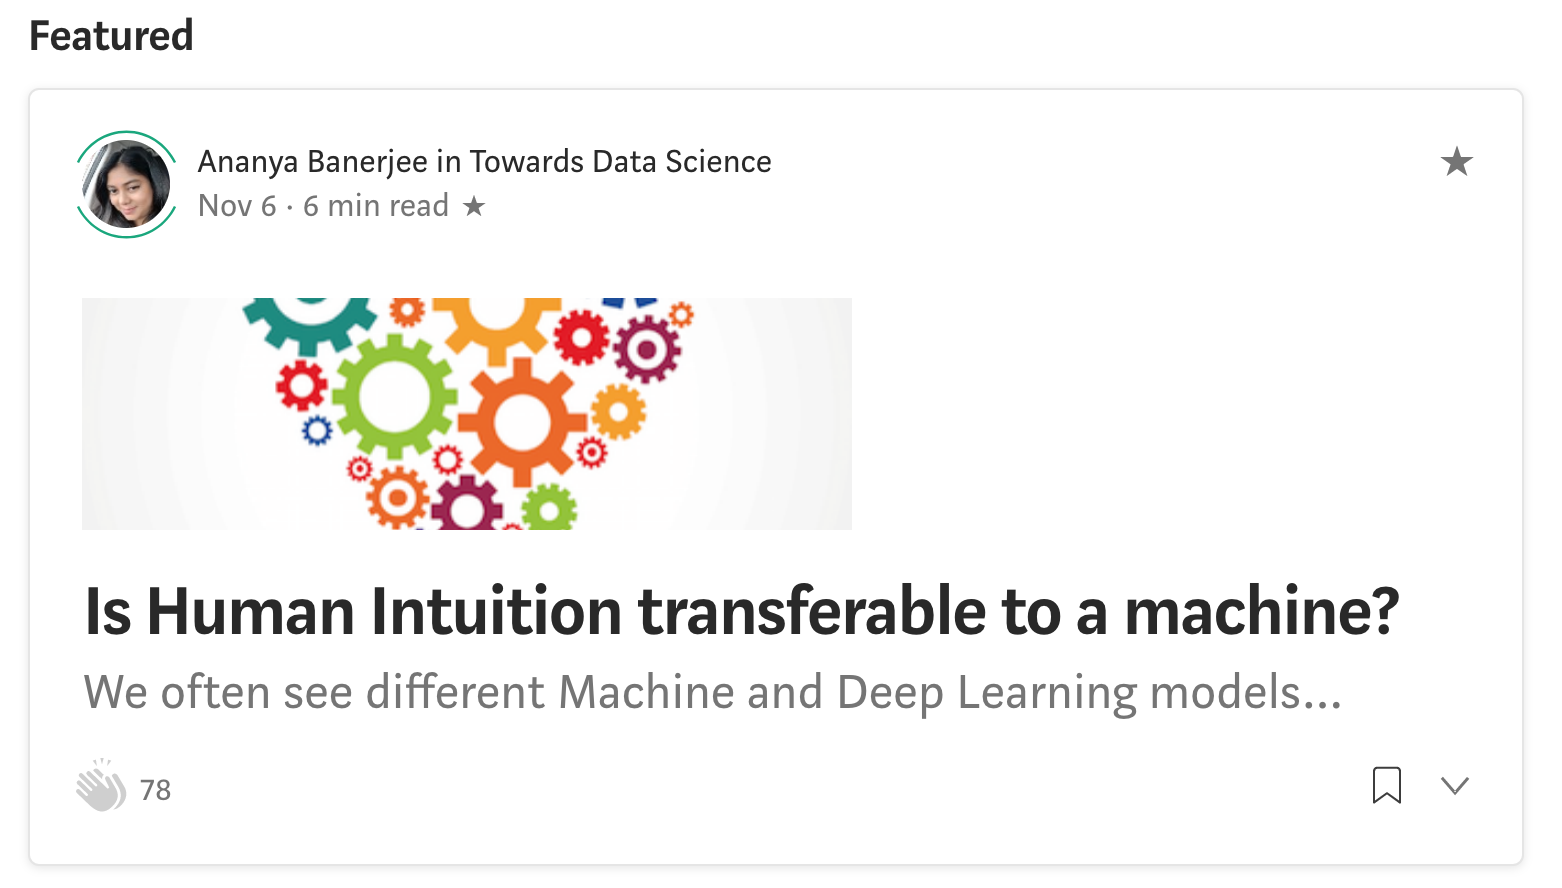 Featured
Ananya Banerjee in Towards Data Science
Nov 6 · 6 min read ★
Is Human Intuition transferable to a machine?
We often see different Machine and Deep Learning models...
78